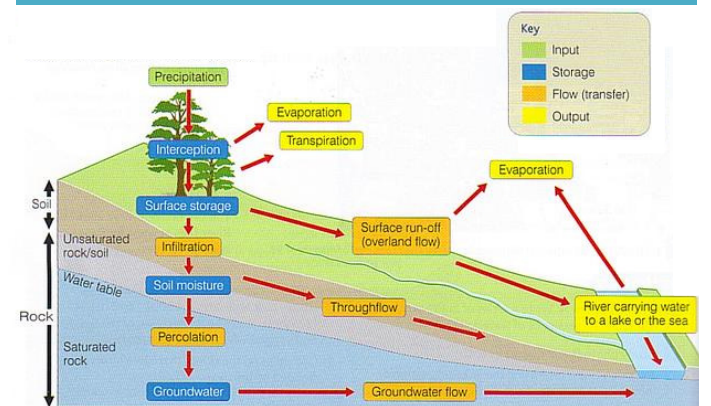 Key
Input
Storage
Flow (transfer)
Output
Precipitation
Evaporation
Transpiration
Interception
Evaporation
Soil
Surface storage
Surface run-off
(overland flow)
Unsaturated
rock/soil
Infiltration
Water table
Soil moisture
Throughflow
River carrying water
to a lake or the sea
Rock
Saturated
rock
Percolation
Groundwater
Groundwater flow